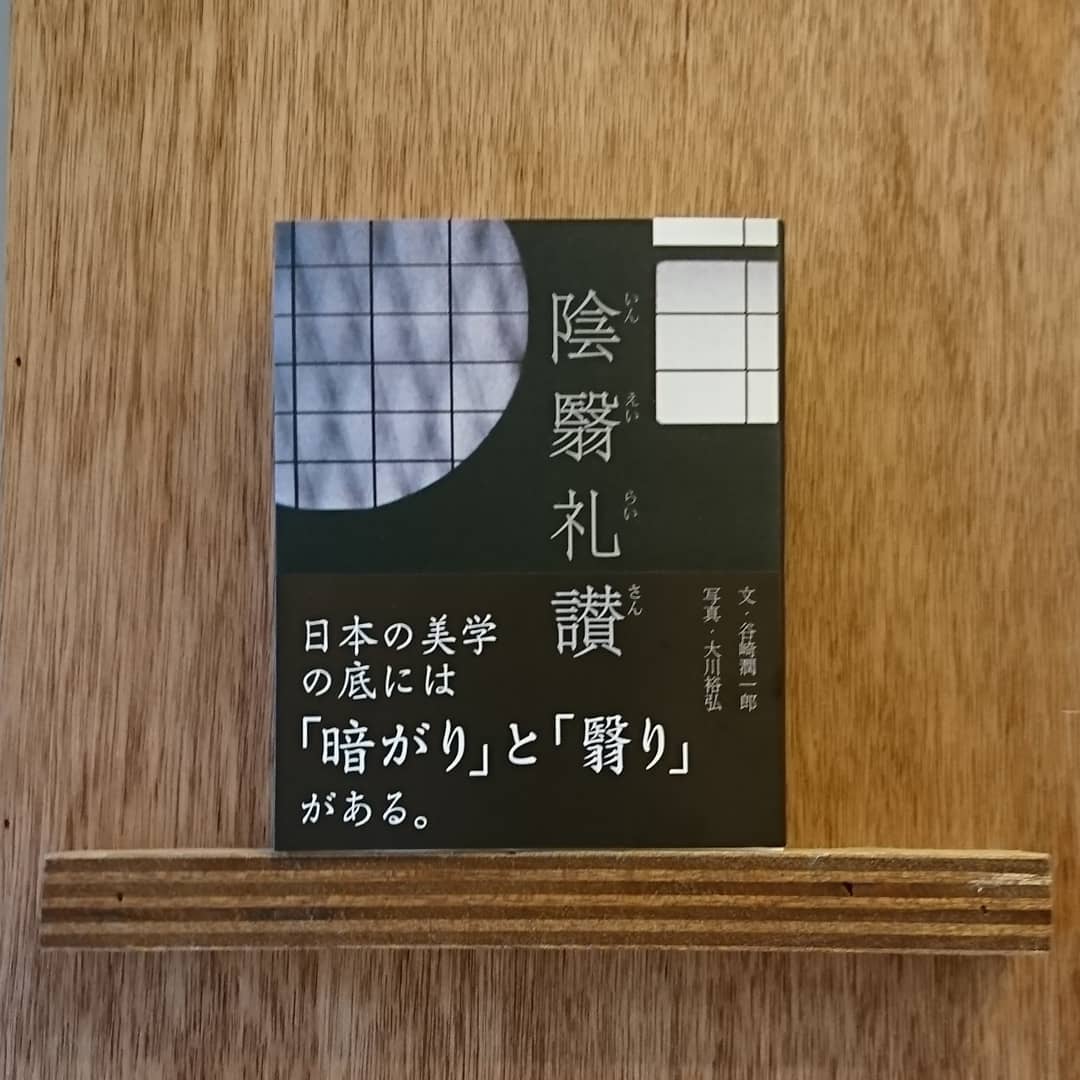 陰翳礼讃
いん えい らい さん
文・谷崎潤一郎
写真・大川裕弘
日本の美学
の底には
「暗がり」と「翳り」
がある。